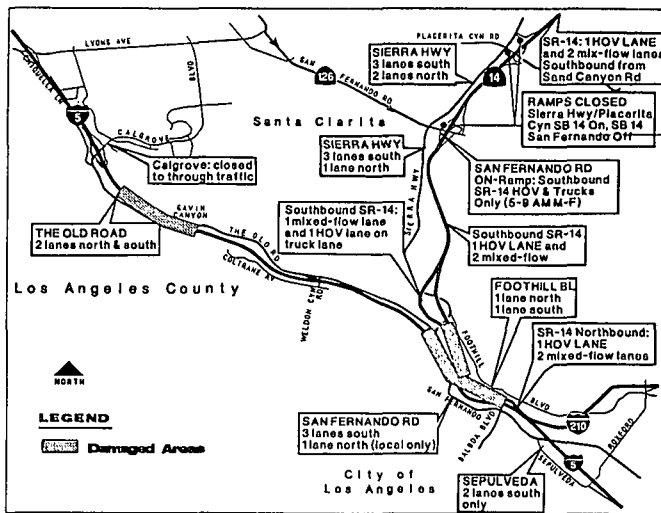 LYONS AVE
CHIQUELLA LN
BLVD
SAN
FERNANDO RD
126
PLACERITA CYN RD
SIERRA HWY
3 lanes south
2 lanes north
14
SR-14: 1 HOV LANE
and 2 mix-flow lanes
Southbound from
Sand Canyon Rd
5
CALGROVE
Santa Clarita
RAMPS CLOSED
Sierra Hwy/Placerita
Cyn SB 14 On, SB 14
San Fernando Off
Calgrove: closed
to through traffic
SIERRA HWY
3 lanes south
1 lane north
SAN FERNANDO RD
ON-Ramp: Southbound
SR-14 HOV & Trucks
Only (5-9 AM M-F)
SIERRA HWY
GAVIN
CANYON
THE OLD ROAD
2 lanes north & south
THE OLD RD
COLTRANE AV
Southbound SR-14:
1 mixed-flow lane
and 1 HOV lane on
truck lane
Southbound SR-14
1 HOV LANE and
2 mixed-flow
Los Angeles County
WELDON CYN
RD
FOOTHILL BL
1 lane north
1 lane south
FOOTHILL
BLVD
SR-14 Northbound:
1 HOV LANE
2 mixed-flow lanes
NORTH
LEGEND
Damaged Areas
SAN FERNANDO RD
3 lanes south
1 lane north (local only)
SAN FERNANDO
BALBOA BLVD
210
ROXFORD
5
SEPULVEDA
City of
Los Angeles
SEPULVEDA
2 lanes south
only